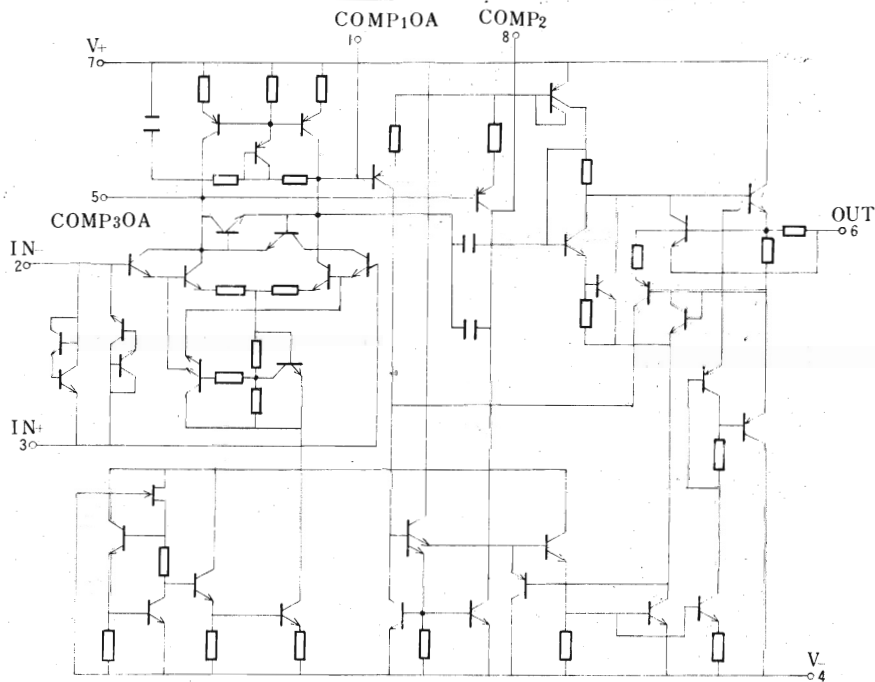 COMP₁OA COMP₂
1 8
V+
7
5
COMP₃OA
IN-
2
OUT
6
IN+
3
V-
4